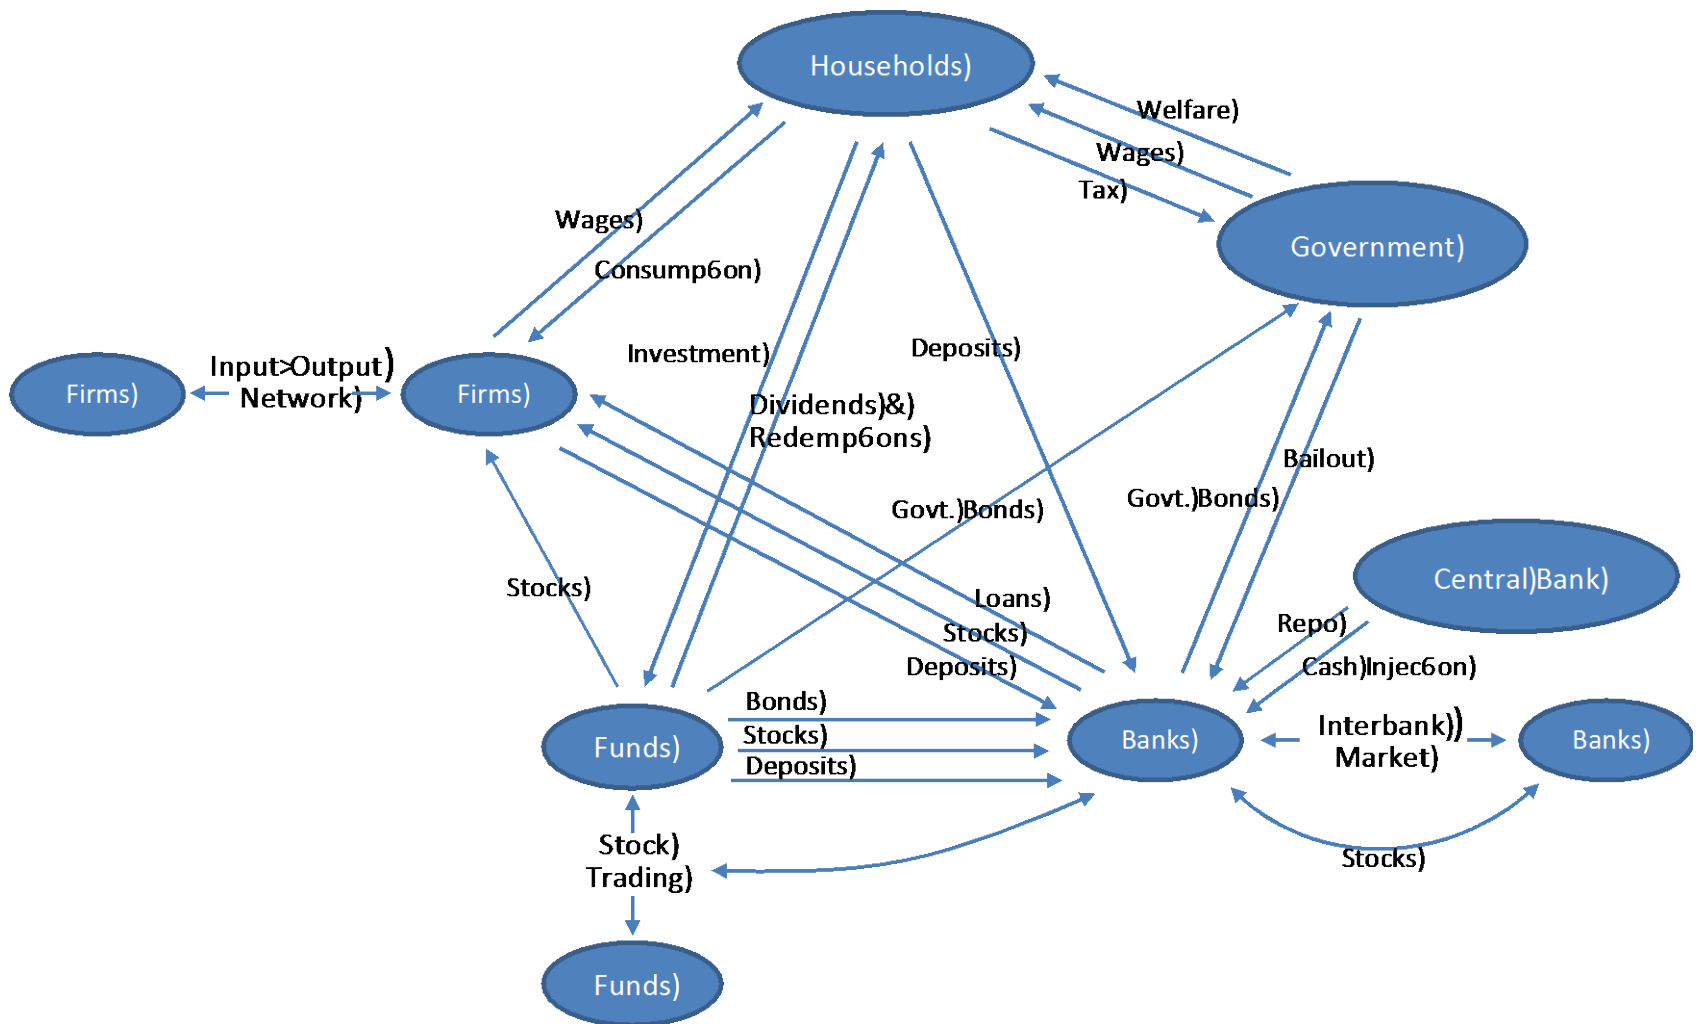 Households)
Welfare)
Wages)
Tax)
Wages)
Government)
Consump6on)
Investment)
Deposits)
Input>Output)
Network)
Firms)
Firms)
Dividends)&)
Redemp6ons)
Bailout)
Govt.)Bonds)
Govt.)Bonds)
Stocks)
Loans)
Stocks)
Deposits)
Central)Bank)
Repo)
Cash)Injec6on)
Bonds)
Stocks)
Deposits)
Funds)
Banks)
Interbank))
Market)
Banks)
Stock)
Trading)
Stocks)
Funds)